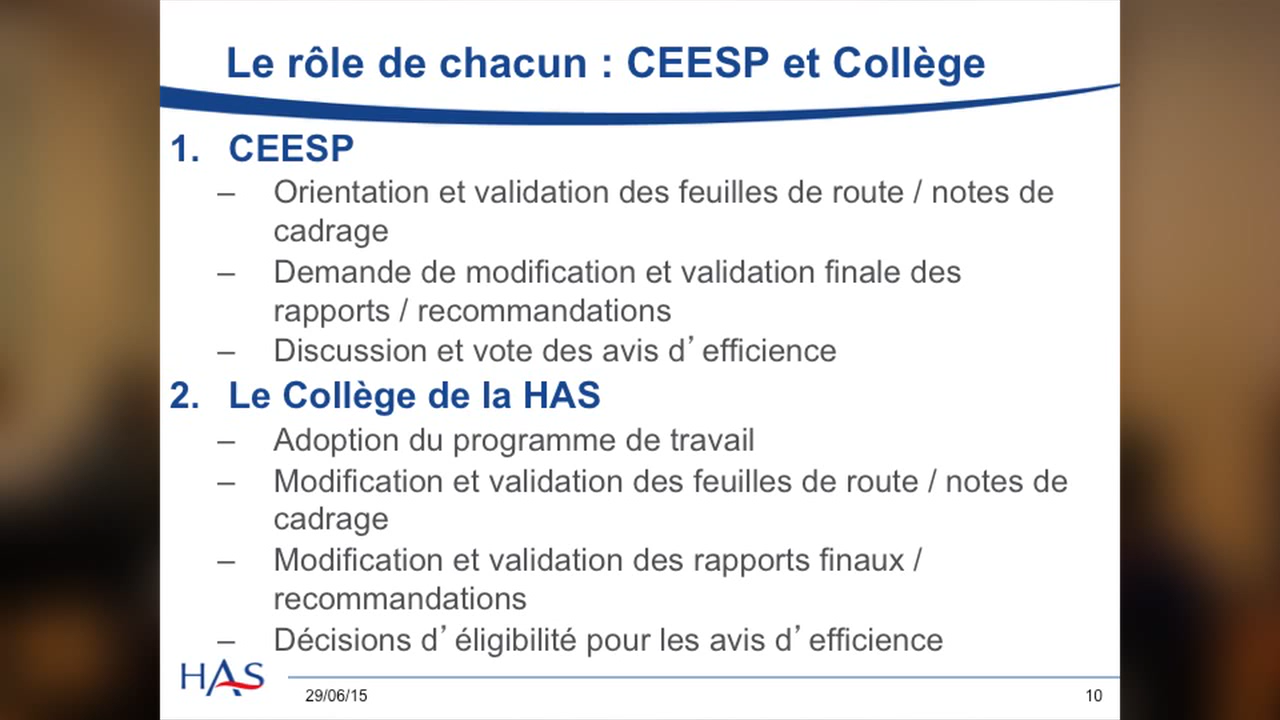 Le rôle de chacun : CEESP et Collège
1. CEESP
– Orientation et validation des feuilles de route / notes de
cadrage
– Demande de modification et validation finale des
rapports / recommandations
– Discussion et vote des avis d’efficience
2. Le Collège de la HAS
– Adoption du programme de travail
– Modification et validation des feuilles de route / notes de
cadrage
– Modification et validation des rapports finaux /
recommandations
– Décisions d’éligibilité pour les avis d’efficience
HAS
29/06/15
10